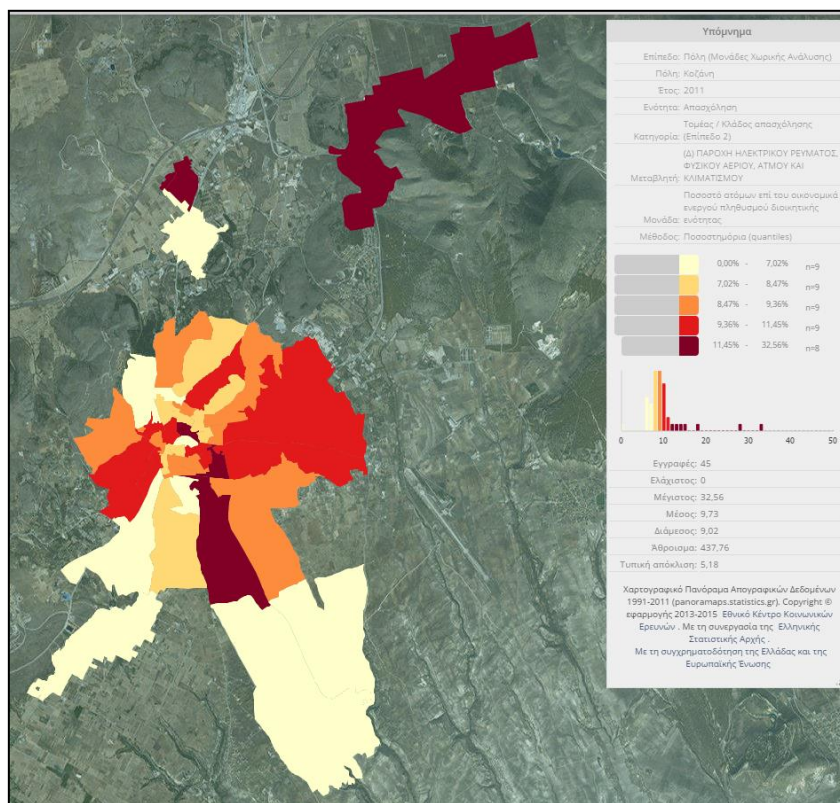 Υπόμνημα
Επίπεδο: Πόλη (Μονάδες Χωρικής Ανάλυσης)
Πόλη: Κοζάνη
Έτος: 2011
Ενότητα: Απασχόληση
Τομέας / Κλάδος απασχόλησης
Κατηγορία: (Επίπεδο 2)
(Δ) ΠΑΡΟΧΗ ΗΛΕΚΤΡΙΚΟΥ ΡΕΥΜΑΤΟΣ,
ΦΥΣΙΚΟΥ ΑΕΡΙΟΥ, ΑΤΜΟΥ ΚΑΙ
Μεταβλητή: ΚΛΙΜΑΤΙΣΜΟΥ
Ποσοστό ατόμων επί του οικονομικά
ενεργού πληθυσμού διοικητικής
Μονάδα: ενότητας
Μέθοδος: Ποσοστημόρια (quantiles)
0,00% - 7,02% n=9
7,02% - 8,47% n=9
8,47% - 9,36% n=9
9,36% - 11,45% n=9
11,45% - 32,56% n=8
0 10 20 30 40 50
Εγγραφές: 45
Ελάχιστος: 0
Μέγιστος: 32,56
Μέσος: 9,73
Διάμεσος: 9,02
Άθροισμα: 437,76
Τυπική απόκλιση: 5,18
Χαρτογραφικό Πανόραμα Απογραφικών Δεδομένων
1991-2011 (panoramaps.statistics.gr). Copyright ©
εφαρμογής 2013-2015 Εθνικό Κέντρο Κοινωνικών
Ερευνών . Με τη συνεργασία της Ελληνικής
Στατιστικής Αρχής .
Με τη συγχρηματοδότηση της Ελλάδας και της
Ευρωπαϊκής Ένωσης